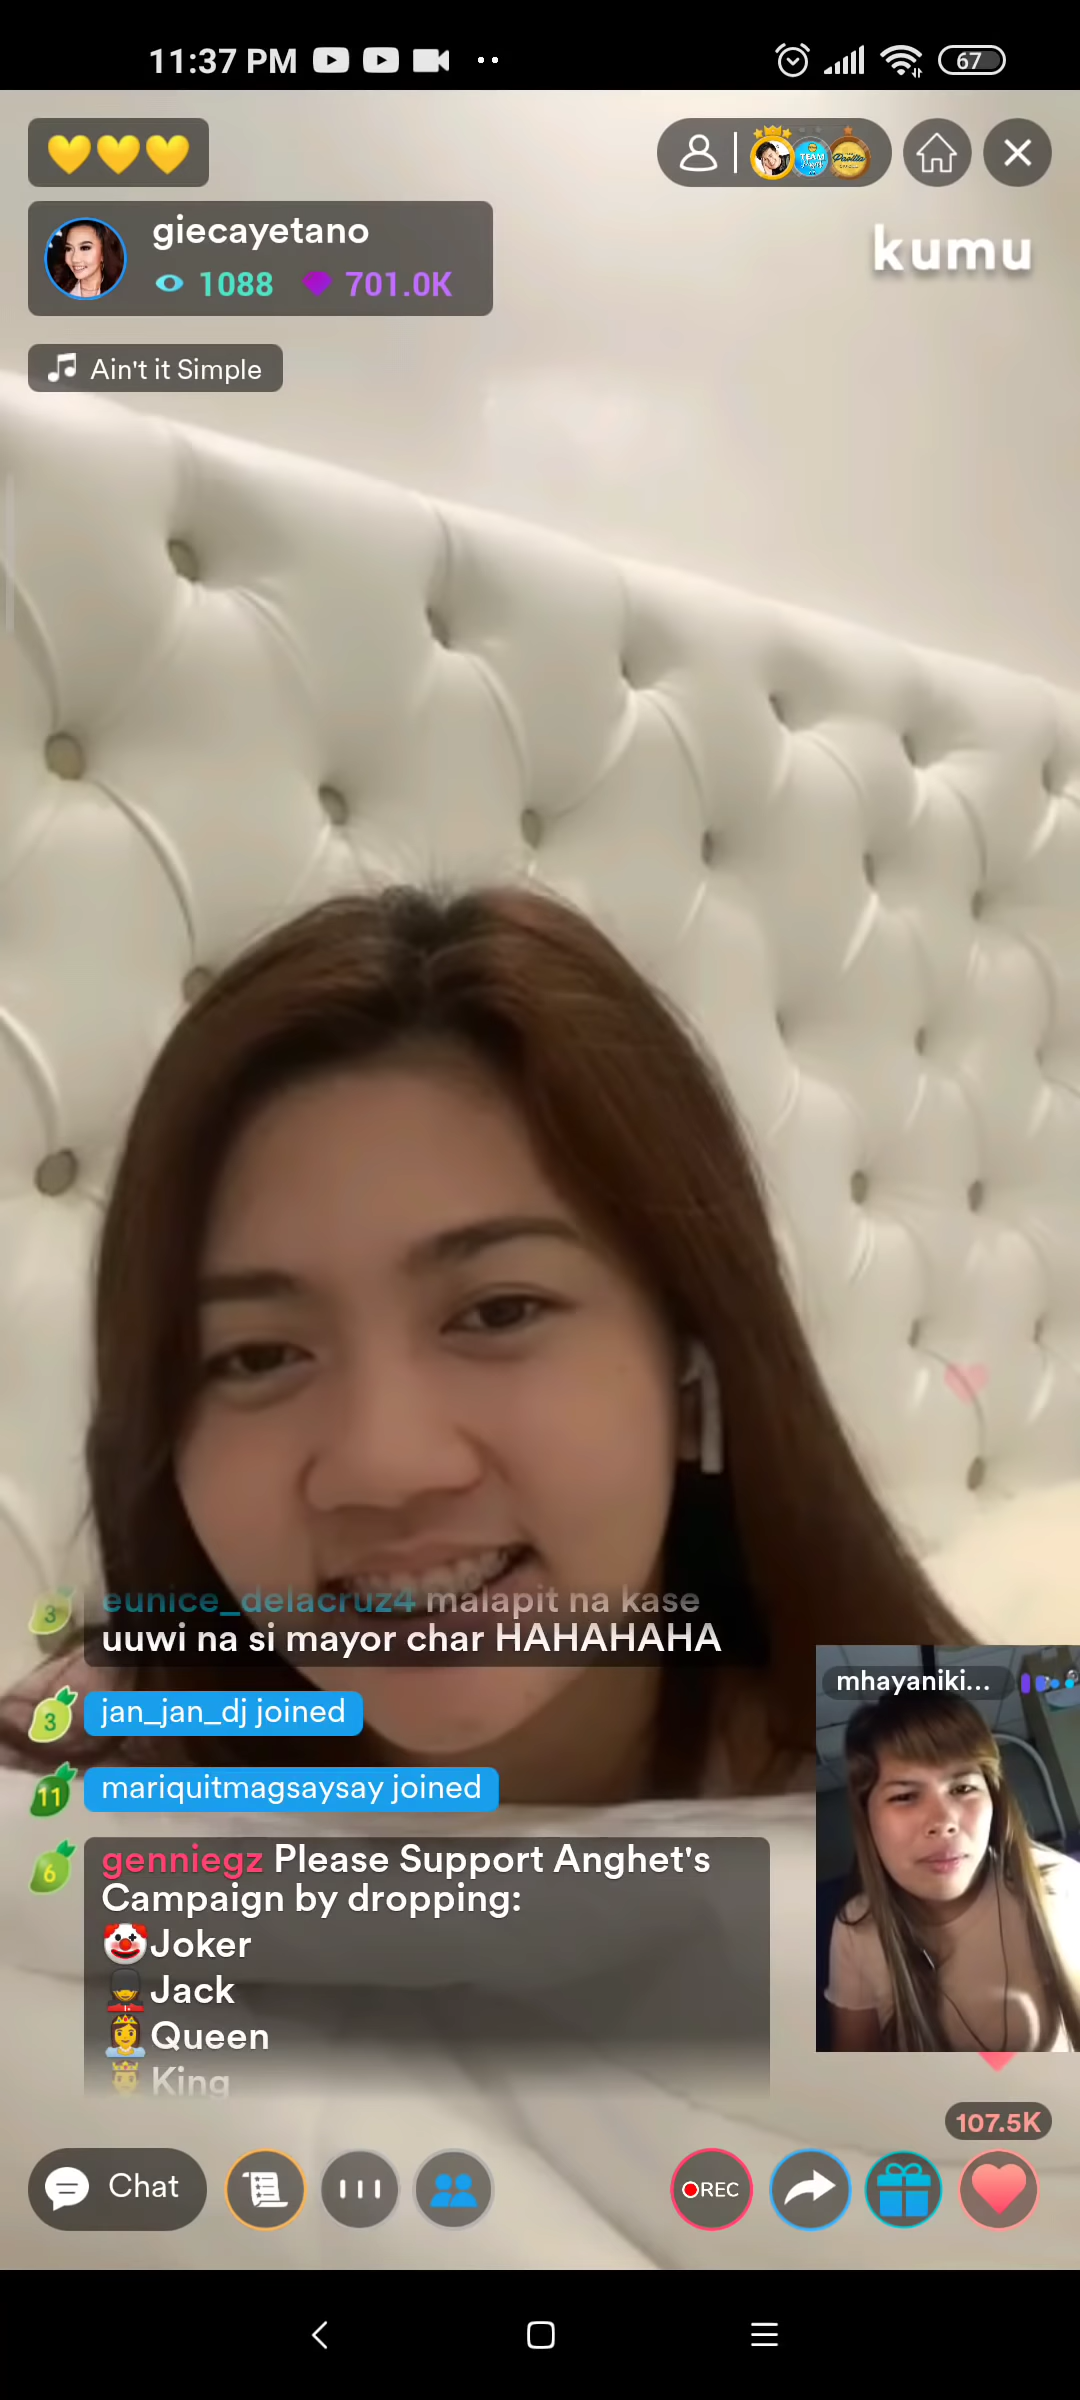 11:37 PM
67
giecayetano
1088 701.0K
kumu
Ain't it Simple
eunice_delacruz4 malapit na kase
uuwi na si mayor char HAHAHAHA
3
jan_jan_dj joined
3
mhayaniki...
mariquitmagsaysay joined
11
genniegz Please Support Anghet's
6
Campaign by dropping:
🤡Joker
💂Jack
👸Queen
🤴King
107.5K
Chat
REC